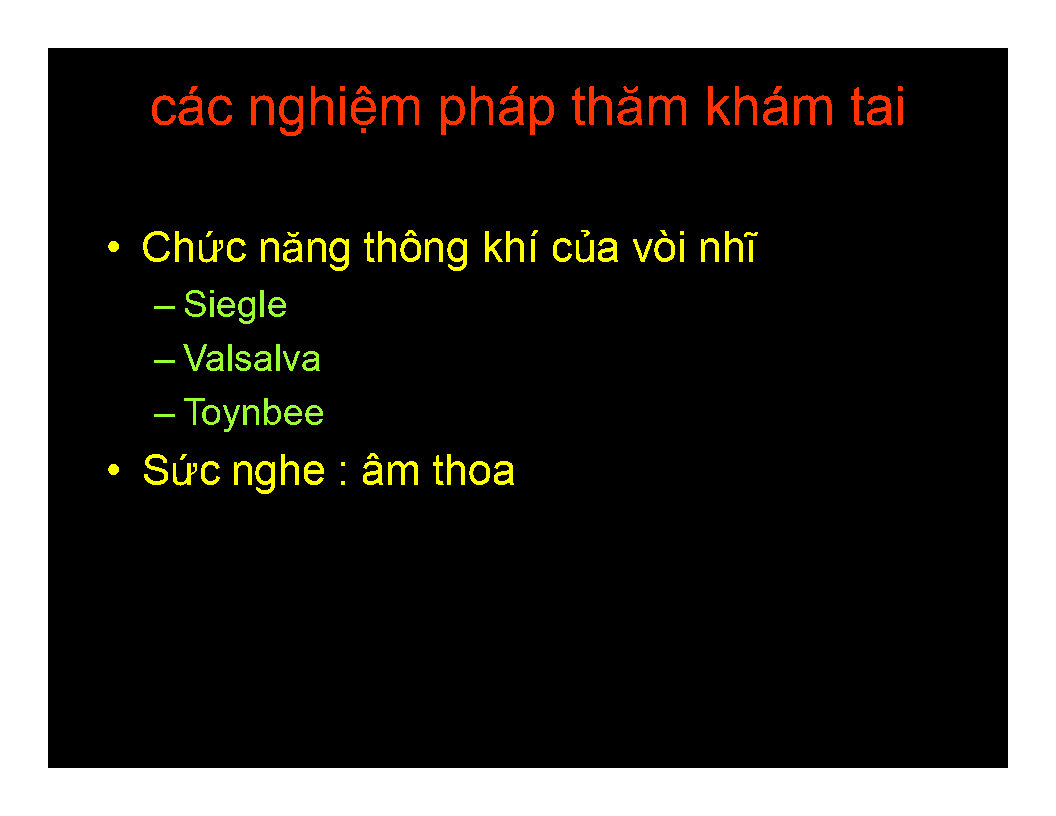 các nghiệm pháp thăm khám tai
• Chức năng thông khí của vòi nhĩ
– Siegle
– Valsalva
– Toynbee
• Sức nghe : âm thoa